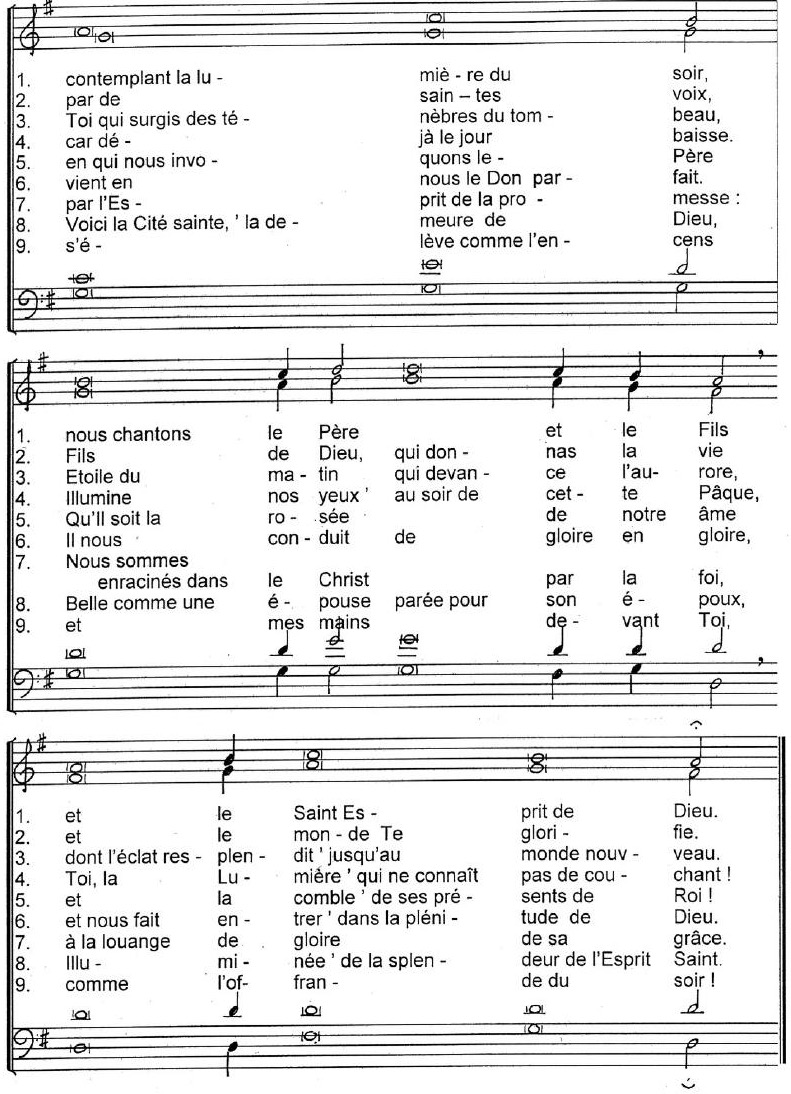 1. contemplant la lu - miè - re du soir,
2. par de sain – tes voix,
3. Toi qui surgis des té - nèbres du tom - beau,
4. car dé - jà le jour baisse.
5. en qui nous invo - quons le - Père
6. vient en nous le Don par - fait.
7. par l'Es - prit de la pro - messe :
8. Voici la Cité sainte, ' la de - meure de Dieu,
9. s'é - lève comme l'en - cens
1. nous chantons le Père et le Fils
2. Fils de Dieu, qui don - nas la vie
3. Etoile du ma - tin qui devan - ce l'au- rore,
4. Illumine nos yeux ' au soir de cet - te Pâque,
5. Qu'Il soit la ro - sée de notre âme
6. Il nous con - duit de gloire en gloire,
7. Nous sommes
enracinés dans le Christ par la foi,
8. Belle comme une é - pouse parée pour son é - poux,
9. et mes mains de - vant Toi,
1. et le Saint Es - prit de Dieu.
2. et le mon - de Te glori - fie.
3. dont l'éclat res - plen - dit ' jusqu'au monde nouv - veau.
4. Toi, la Lu - mière ' qui ne connaît pas de cou - chant !
5. et la comble ' de ses pré - sents de Roi !
6. et nous fait en - trer ' dans la pléni - tude de Dieu.
7. à la louange de gloire de sa grâce.
8. Illu - mi - née ' de la splen - deur de l'Esprit Saint.
9. comme l'of- fran - de du soir !